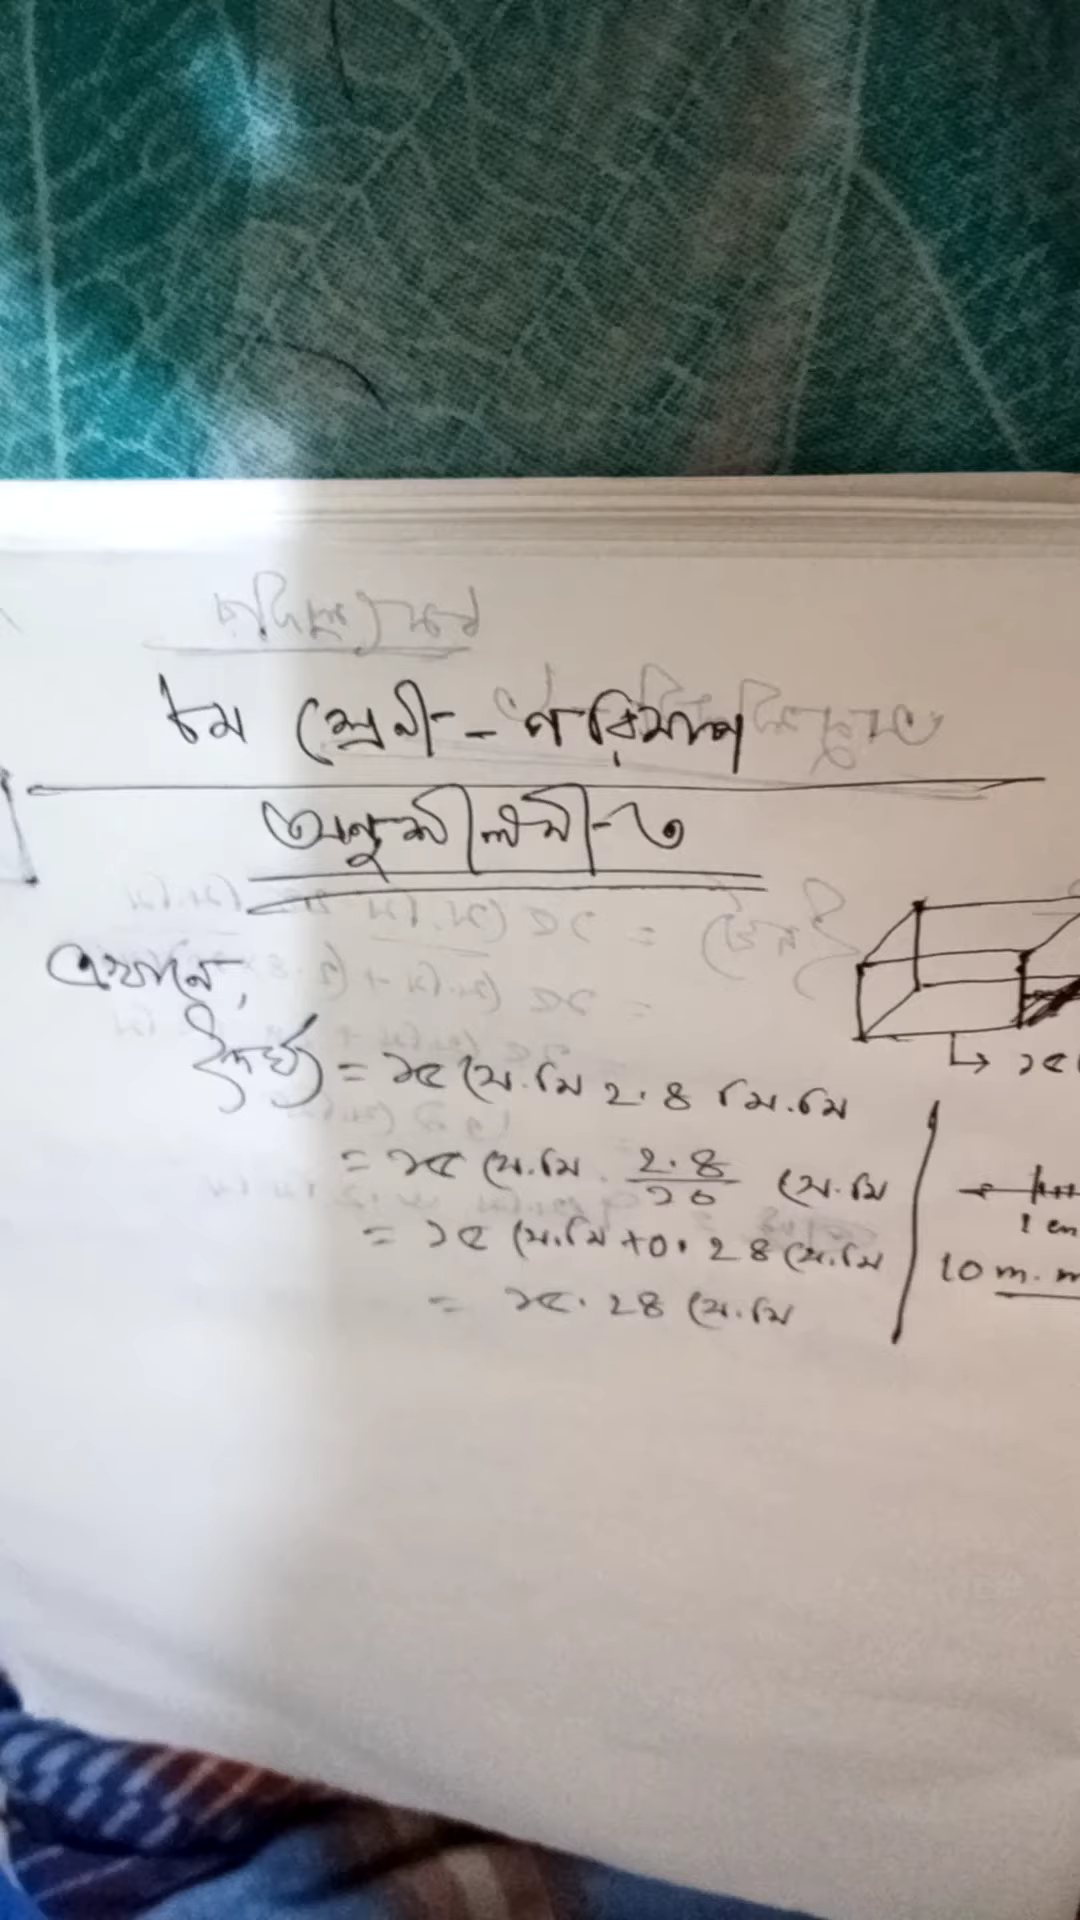 ৮ম শ্রেণী - পরিমাপ
অনুশীলনী-৩
এখানে,
দৈর্ঘ্য = ১৫ সে.মি ২.৪ মি.মি
= ১৫ সে.মি. ২.৪/১০ সে.মি
= ১৫ সে.মি +০.২৪ সে.মি
= ১৫.২৪ সে.মি
→ ১৫
1 cm
10 m.m